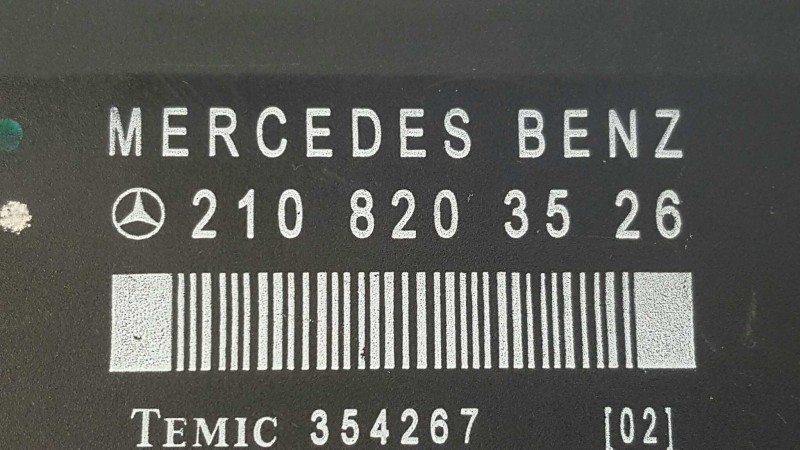 MERCEDES BENZ
210 820 35 26
TEMIC 354267 [02]